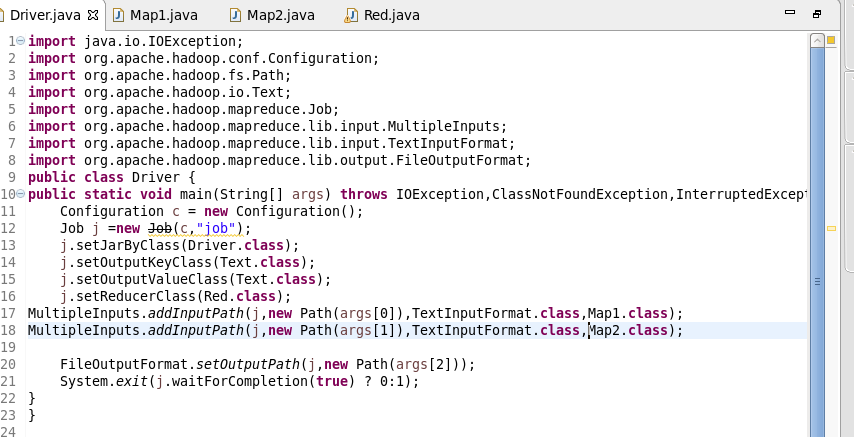 Driver.java Map1.java Map2.java Red.java
1 import java.io.IOException;
2 import org.apache.hadoop.conf.Configuration;
3 import org.apache.hadoop.fs.Path;
4 import org.apache.hadoop.io.Text;
5 import org.apache.hadoop.mapreduce.Job;
6 import org.apache.hadoop.mapreduce.lib.input.MultipleInputs;
7 import org.apache.hadoop.mapreduce.lib.input.TextInputFormat;
8 import org.apache.hadoop.mapreduce.lib.output.FileOutputFormat;
9 public class Driver {
10 public static void main(String[] args) throws IOException,ClassNotFoundException,InterruptedExcept
11     Configuration c = new Configuration();
12     Job j =new Job(c,"job");
13     j.setJarByClass(Driver.class);
14     j.setOutputKeyClass(Text.class);
15     j.setOutputValueClass(Text.class);
16     j.setReducerClass(Red.class);
17 MultipleInputs.addInputPath(j,new Path(args[0]),TextInputFormat.class,Map1.class);
18 MultipleInputs.addInputPath(j,new Path(args[1]),TextInputFormat.class,Map2.class);
19
20     FileOutputFormat.setOutputPath(j,new Path(args[2]));
21     System.exit(j.waitForCompletion(true) ? 0:1);
22 }
23 }
24